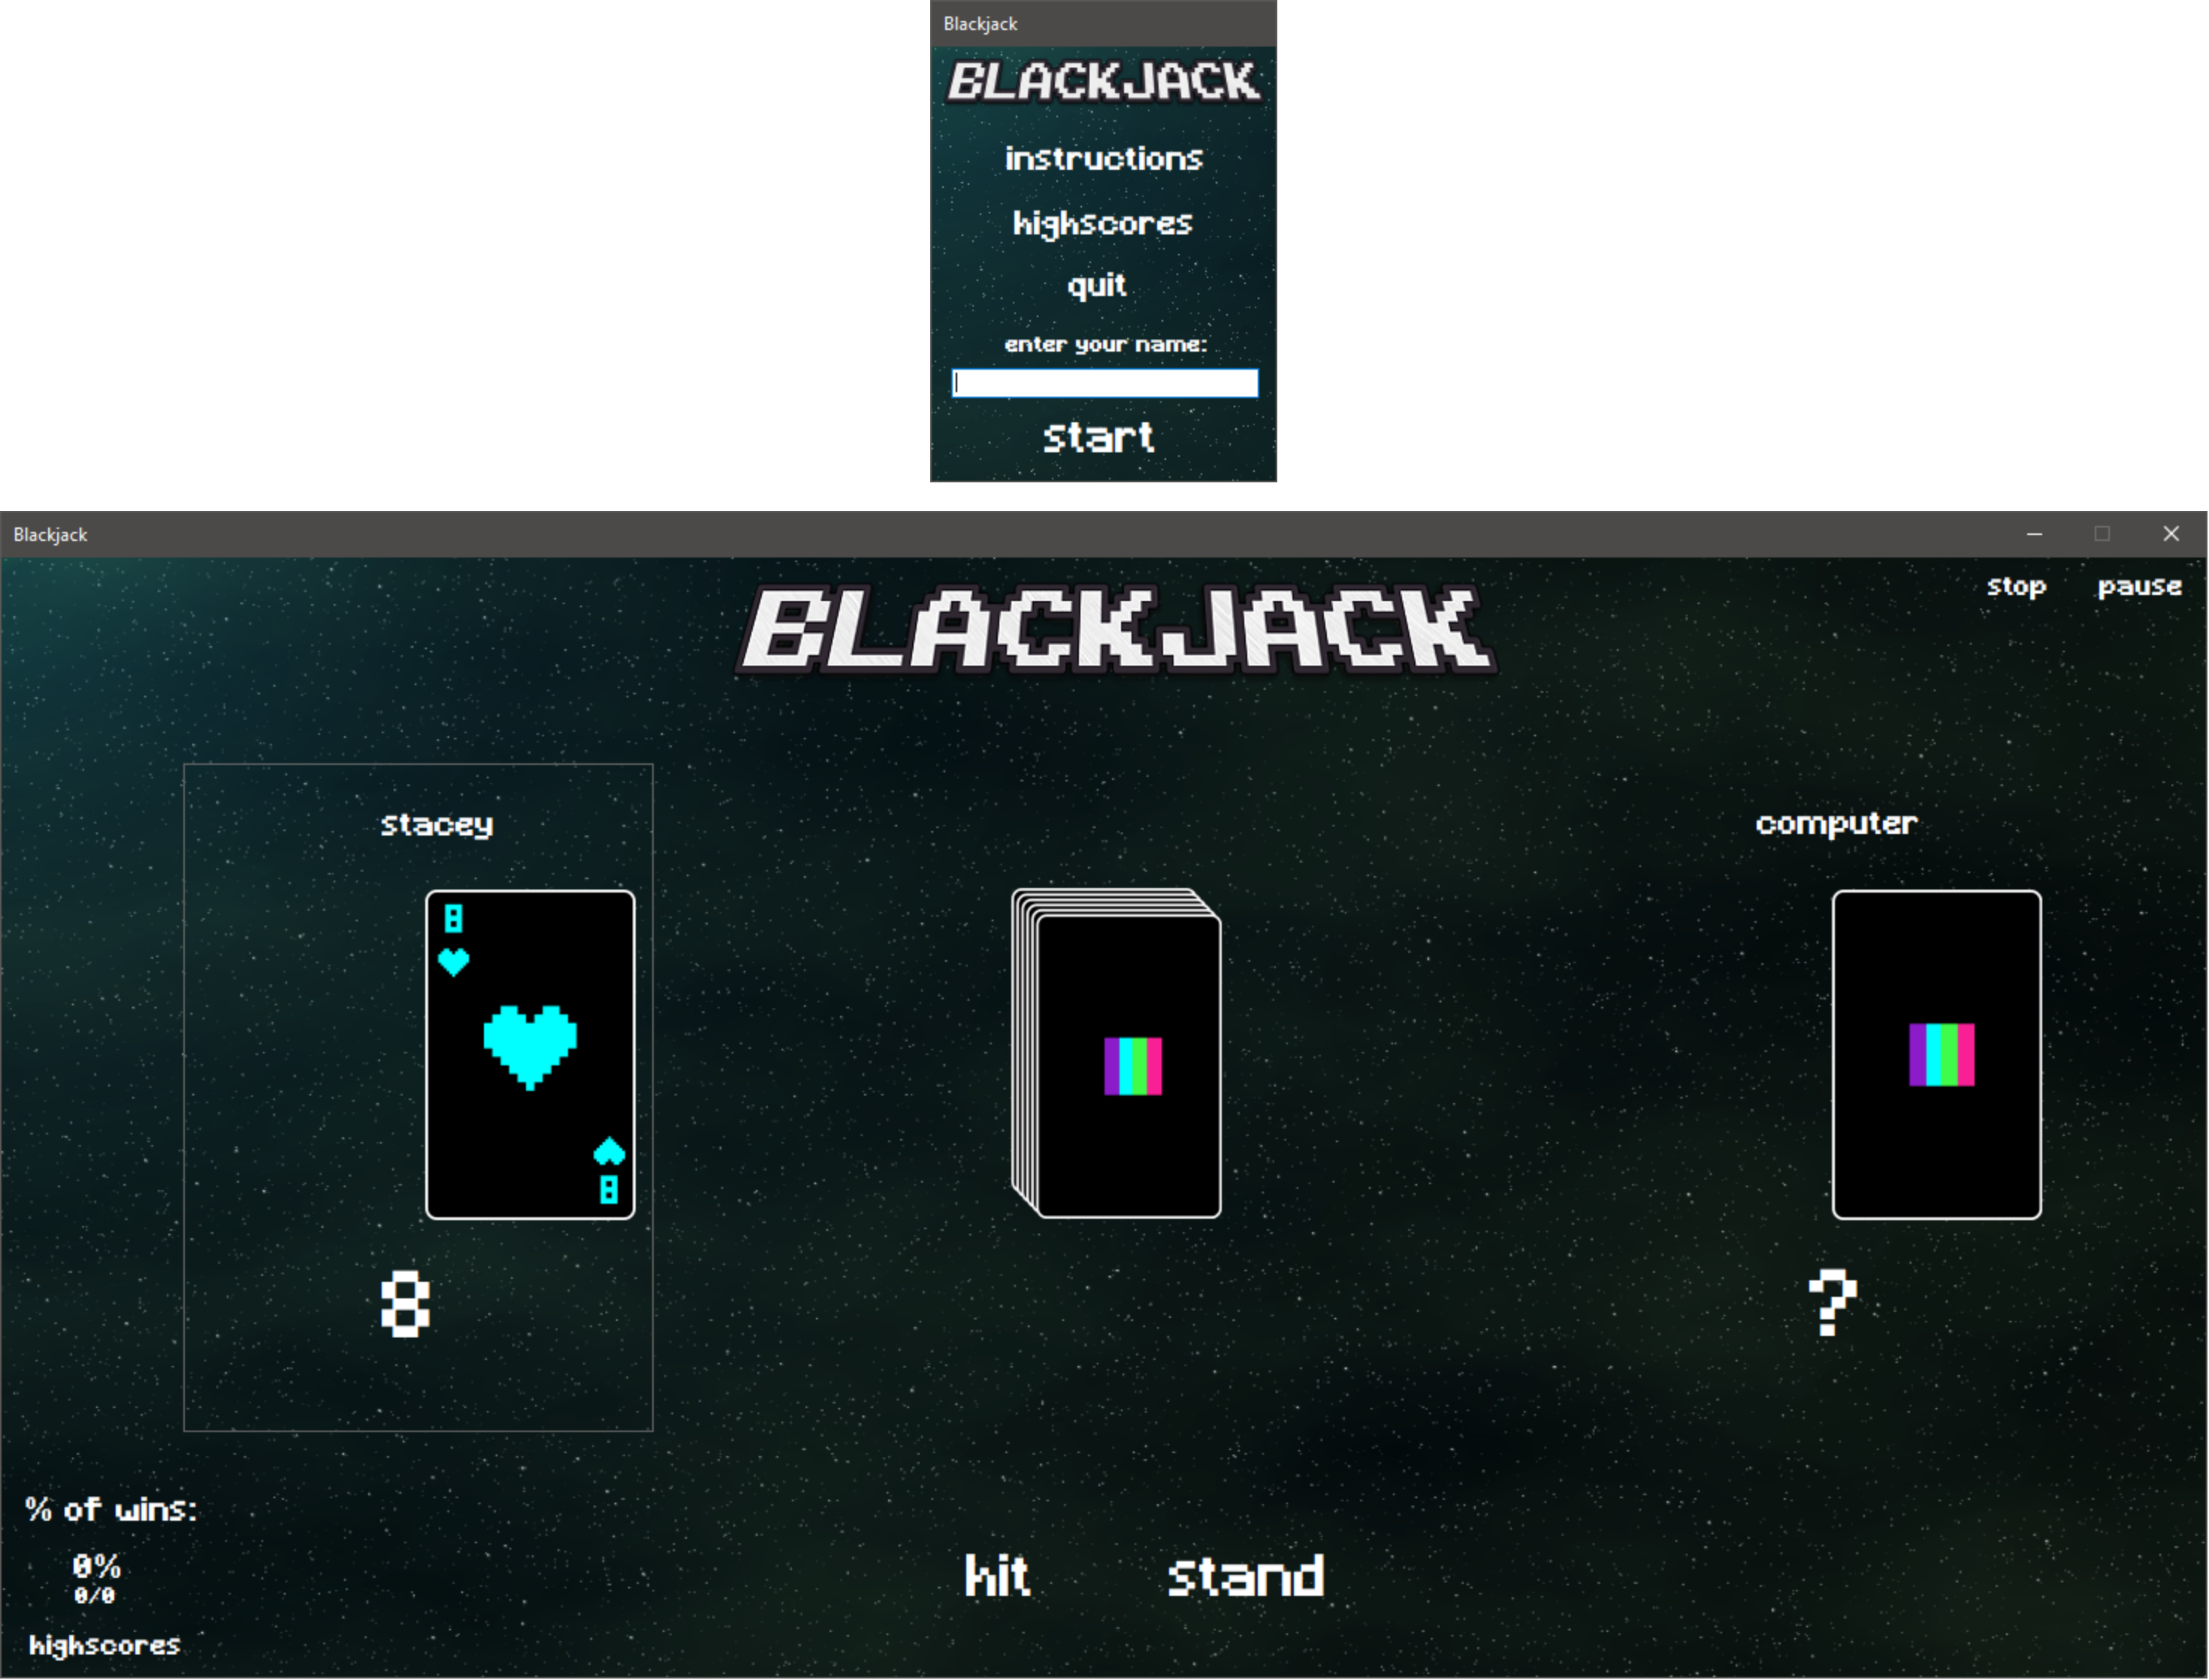 Blackjack
BLACKJACK
instructions
highscores
quit
enter your name:
start
Blackjack
stop pause
BLACKJACK
stacey
computer
8
8
8
?
% of wins:
0%
0/0
hit stand
highscores